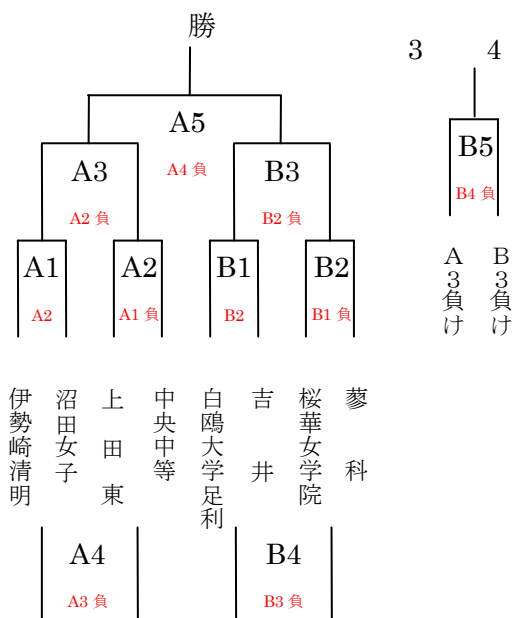 勝
3 4
A5
A4 負
B5
B4 負
A3
A2 負
B3
B2 負
A1
A2
A2
A1 負
B1
B2
B2
B1 負
A3負け
B3負け
伊勢崎清明
沼田女子
上田東
中央中等
白鴎大学足利
吉井
桜華女学院
蓼科
A4
A3 負
B4
B3 負